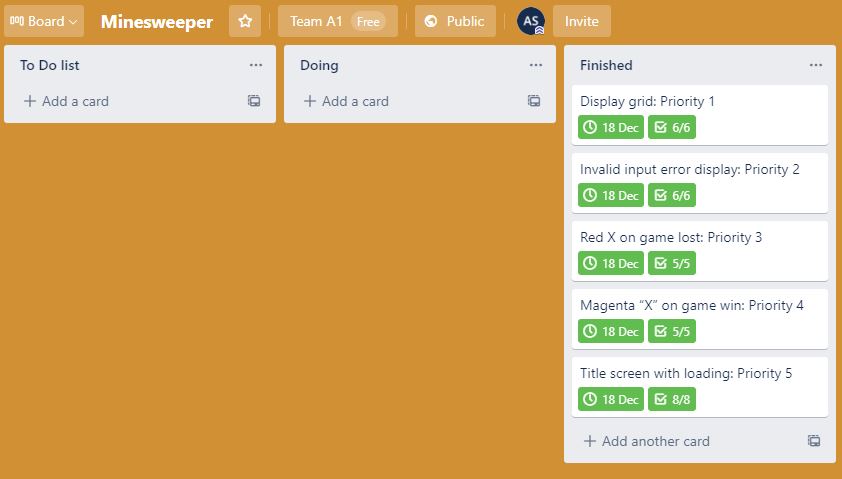 Board Minesweeper Team A1 Free Public AS Invite
To Do list
Add a card
Doing
Add a card
Finished
Display grid: Priority 1
18 Dec 6/6
Invalid input error display: Priority 2
18 Dec 6/6
Red X on game lost: Priority 3
18 Dec 5/5
Magenta “X” on game win: Priority 4
18 Dec 5/5
Title screen with loading: Priority 5
18 Dec 8/8
Add another card